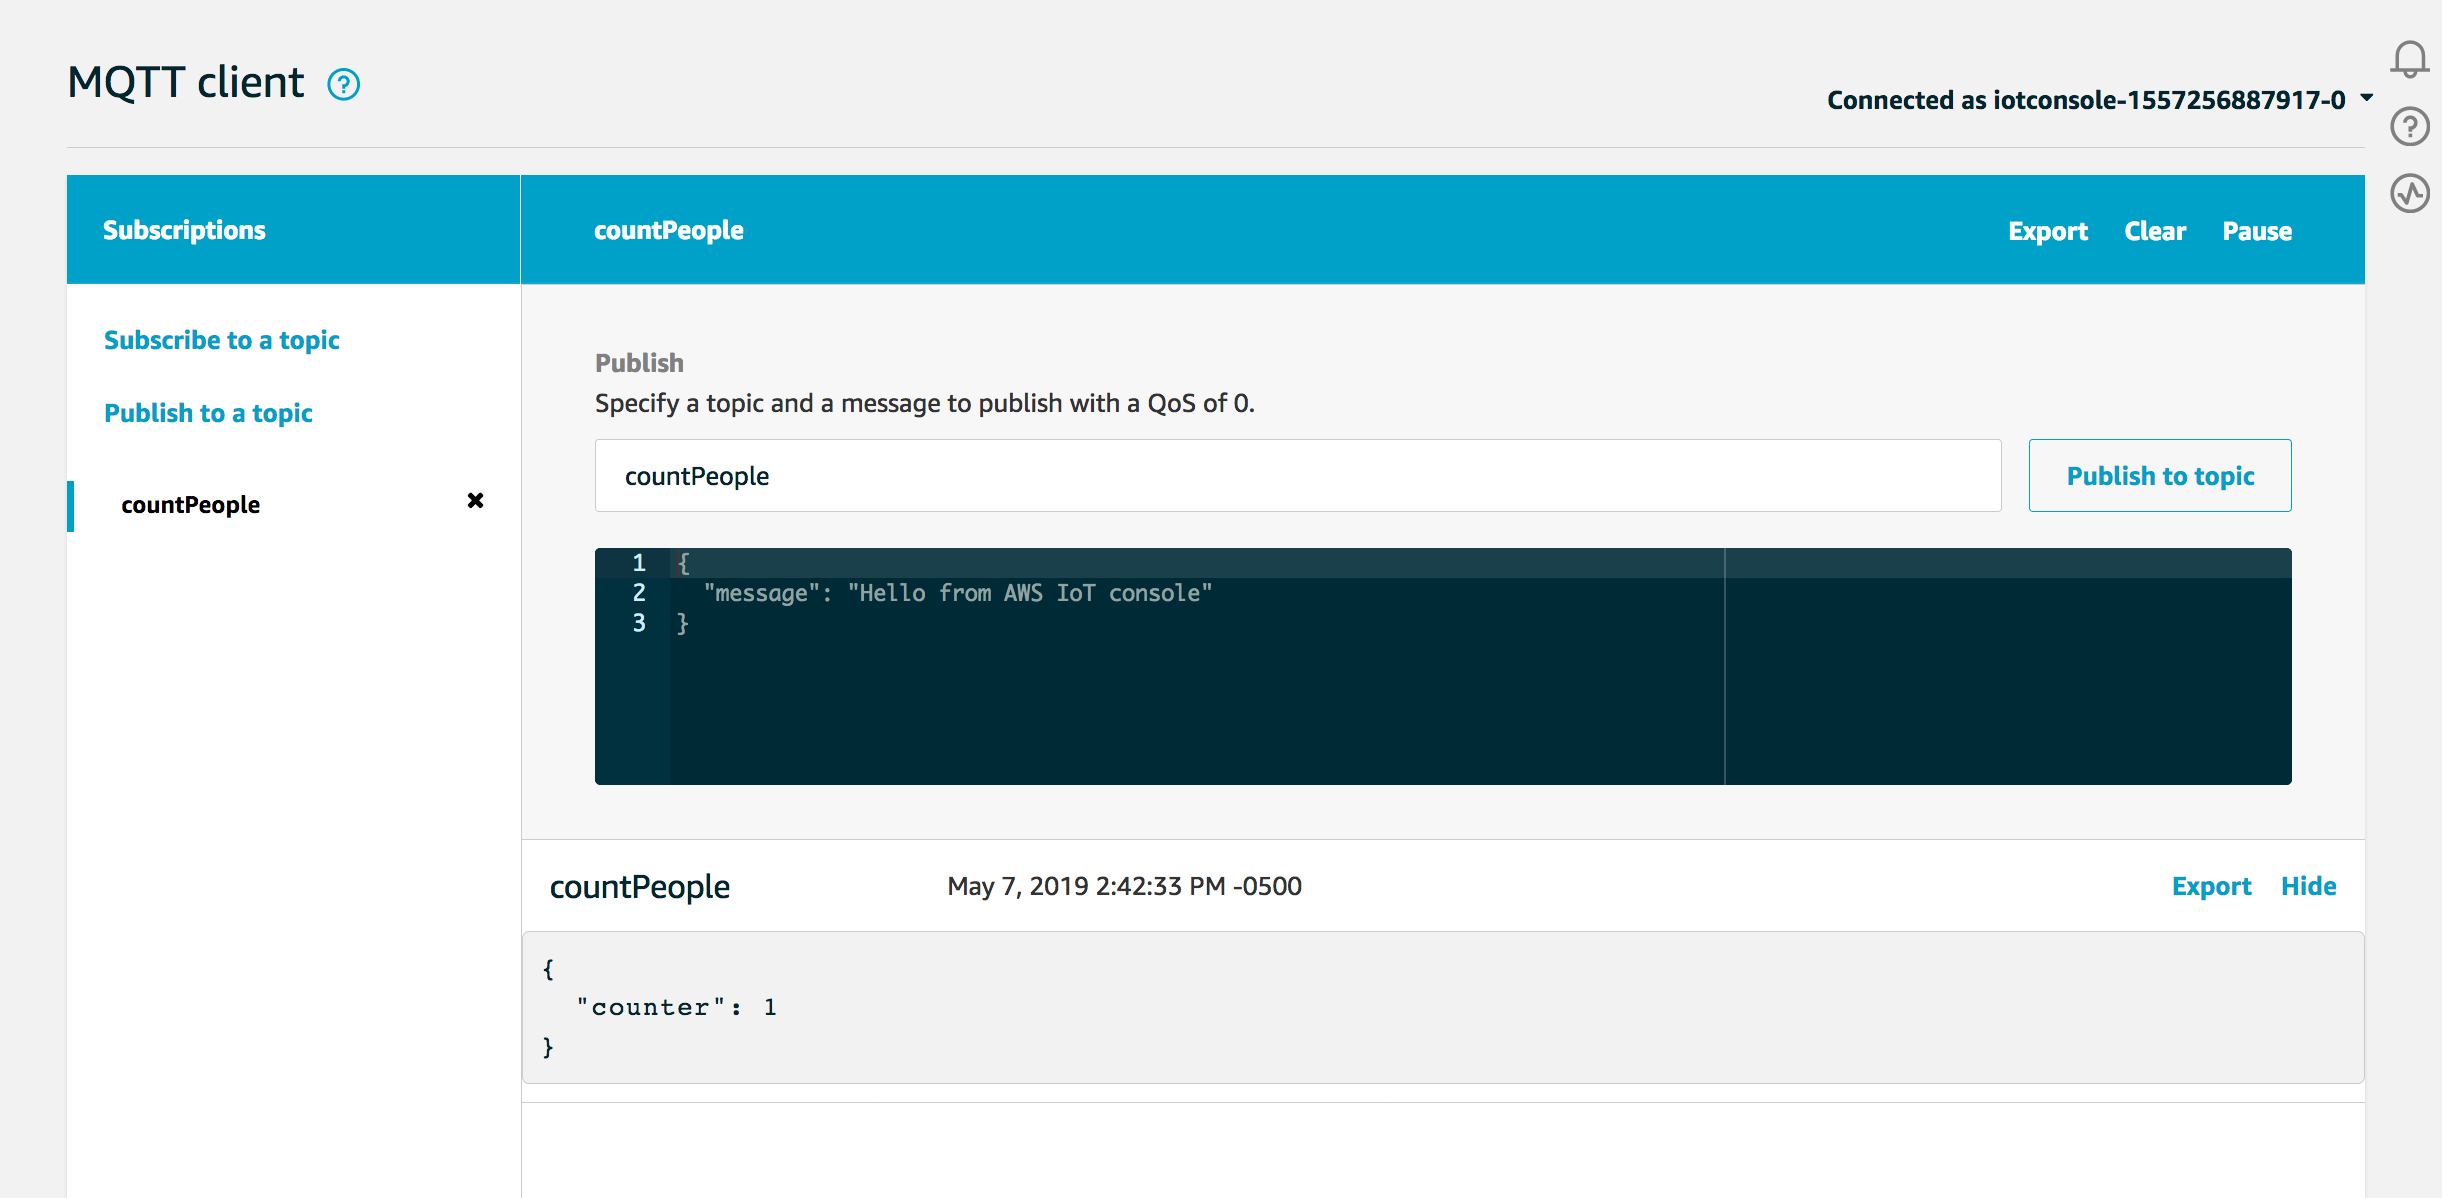 MQTT client
Connected as iotconsole-1557256887917-0
Subscriptions
countPeople
Export Clear Pause
Subscribe to a topic
Publish to a topic
countPeople
Publish
Specify a topic and a message to publish with a QoS of 0.
countPeople
Publish to topic
1 {
2 "message": "Hello from AWS IoT console"
3 }
countPeople May 7, 2019 2:42:33 PM -0500 Export Hide
{
"counter": 1
}